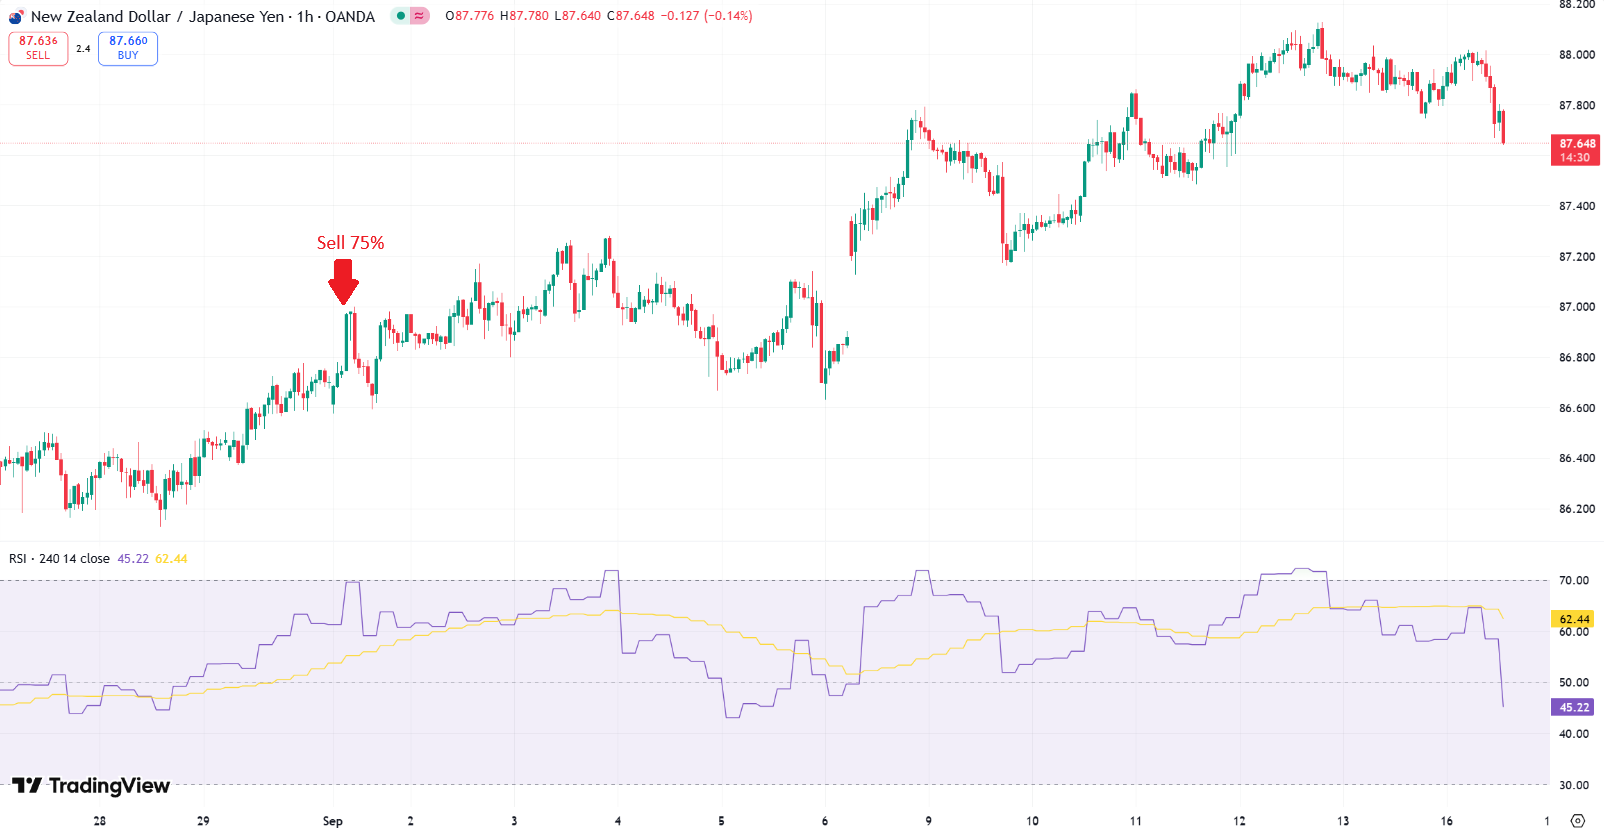 New Zealand Dollar / Japanese Yen · 1h · OANDA
O87.776 H87.780 L87.640 C87.648 −0.127 (−0.14%)
87.636
SELL
2.4
87.660
BUY
Sell 75%
88.200
88.000
87.800
87.648
14:30
87.400
87.200
87.000
86.800
86.600
86.400
86.200
RSI · 240 14 close 45.22 62.44
70.00
62.44
60.00
50.00
45.22
40.00
30.00
TradingView
28 29 Sep 2 3 4 5 6 9 10 11 12 13 16 1